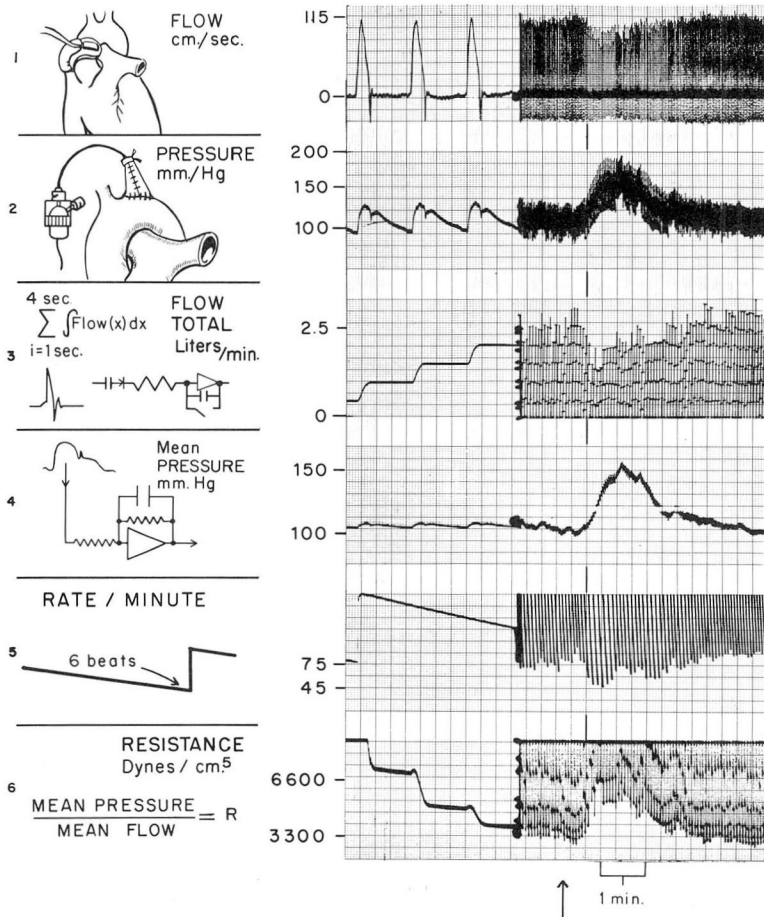 1
FLOW
cm./sec.
115
0
2
PRESSURE
mm./Hg
200
150
100
3
4 sec.
∑ ∫Flow(x)dx
i=1sec.
FLOW
TOTAL
Liters/min.
2.5
0
4
Mean
PRESSURE
mm. Hg
150
100
RATE / MINUTE
5
6 beats
75
45
6
RESISTANCE
Dynes / cm.5
MEAN PRESSURE
MEAN FLOW
= R
6600
3300
1 min.